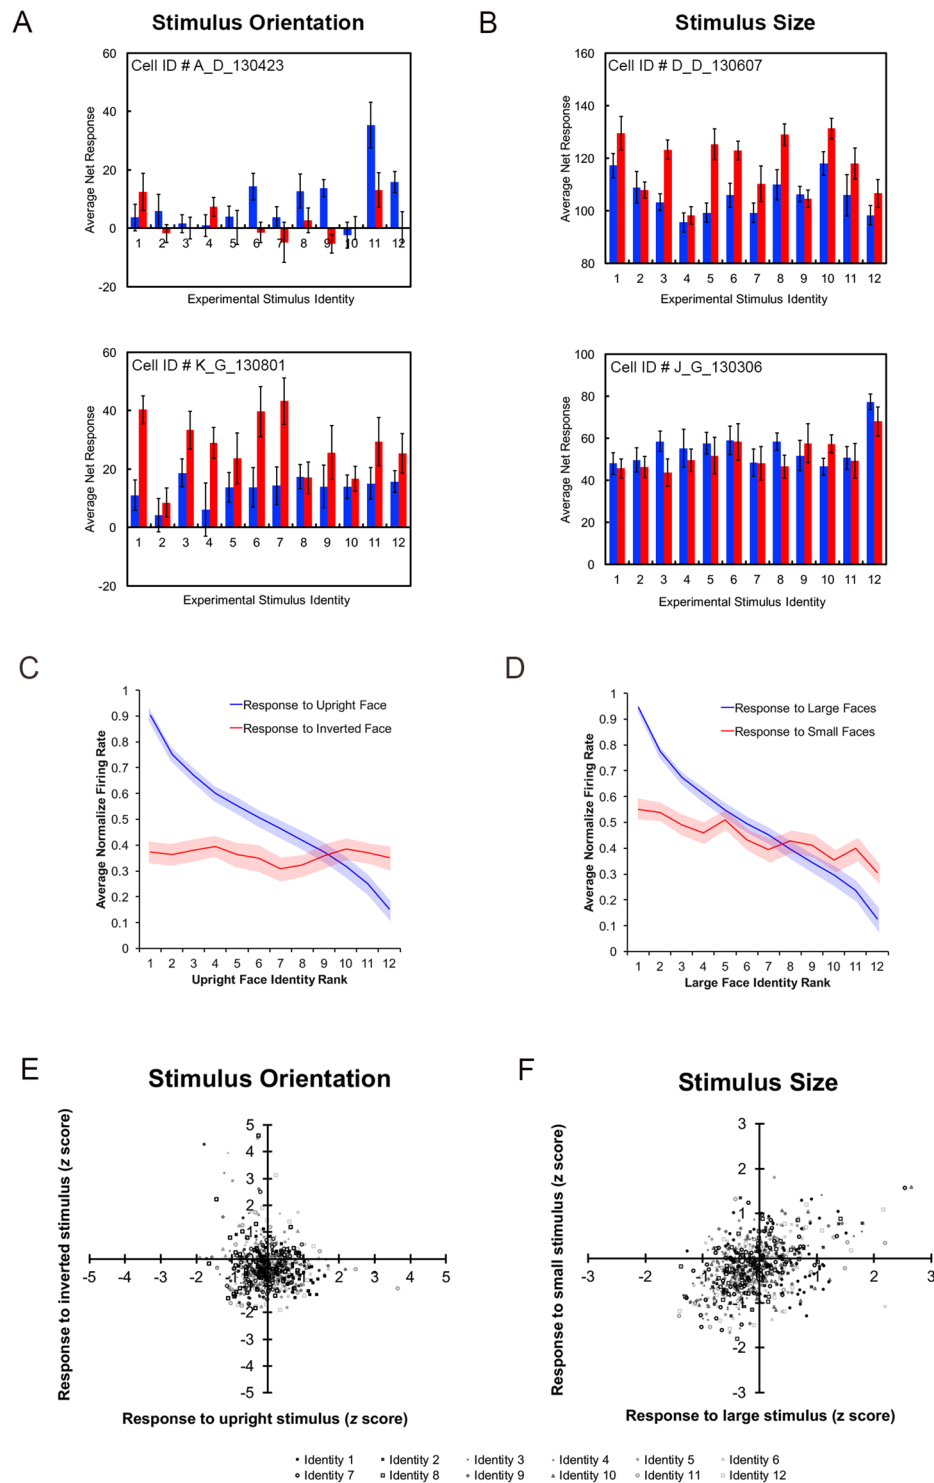 A
Stimulus Orientation
Cell ID # A_D_130423
Average Net Response
60
40
20
0
-20
1 2 3 4 5 6 7 8 9 10 11 12
Experimental Stimulus Identity
Cell ID # K_G_130801
Average Net Response
60
40
20
0
-20
1 2 3 4 5 6 7 8 9 10 11 12
Experimental Stimulus Identity
B
Stimulus Size
Cell ID # D_D_130607
Average Net Response
160
140
120
100
80
1 2 3 4 5 6 7 8 9 10 11 12
Experimental Stimulus Identity
Cell ID # J_G_130306
Average Net Response
100
80
60
40
20
0
1 2 3 4 5 6 7 8 9 10 11 12
Experimental Stimulus Identity
C
Response to Upright Face
Response to Inverted Face
Average Normalize Firing Rate
1
0.9
0.8
0.7
0.6
0.5
0.4
0.3
0.2
0.1
0
1 2 3 4 5 6 7 8 9 10 11 12
Upright Face Identity Rank
D
Response to Large Faces
Response to Small Faces
Average Normalize Firing Rate
1
0.9
0.8
0.7
0.6
0.5
0.4
0.3
0.2
0.1
0
1 2 3 4 5 6 7 8 9 10 11 12
Large Face Identity Rank
E
Stimulus Orientation
Response to inverted stimulus (z score)
5
4
3
2
1
-5 -4 -3 -2 -1 0 1 2 3 4 5
-1
-2
-3
-4
-5
Response to upright stimulus (z score)
F
Stimulus Size
Response to small stimulus (z score)
3
2
1
-3 -2 -1 0 1 2 3
-1
-2
-3
Response to large stimulus (z score)
Identity 1 Identity 2 Identity 3 Identity 4 Identity 5 Identity 6
Identity 7 Identity 8 Identity 9 Identity 10 Identity 11 Identity 12